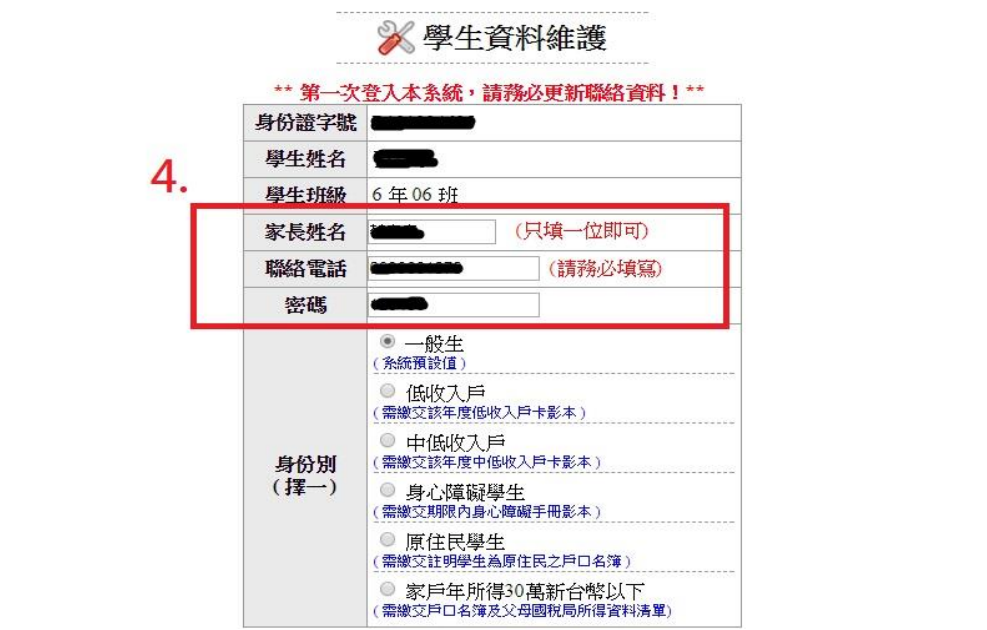 學生資料維護
** 第一次登入本系統，請務必更新聯絡資料！**
身份證字號
學生姓名
4.
學生班級 6 年 06 班
家長姓名 (只填一位即可)
聯絡電話 (請務必填寫)
密碼
身份別
(擇一)
一般生
(系統預設值)
低收入戶
(需繳交該年度低收入戶卡影本)
中低收入戶
(需繳交該年度中低收入戶卡影本)
身心障礙學生
(需繳交期限內身心障礙手冊影本)
原住民學生
(需繳交註明學生為原住民之戶口名簿)
家戶年所得30萬新台幣以下
(需繳交戶口名簿及父母國稅局所得資料清單)